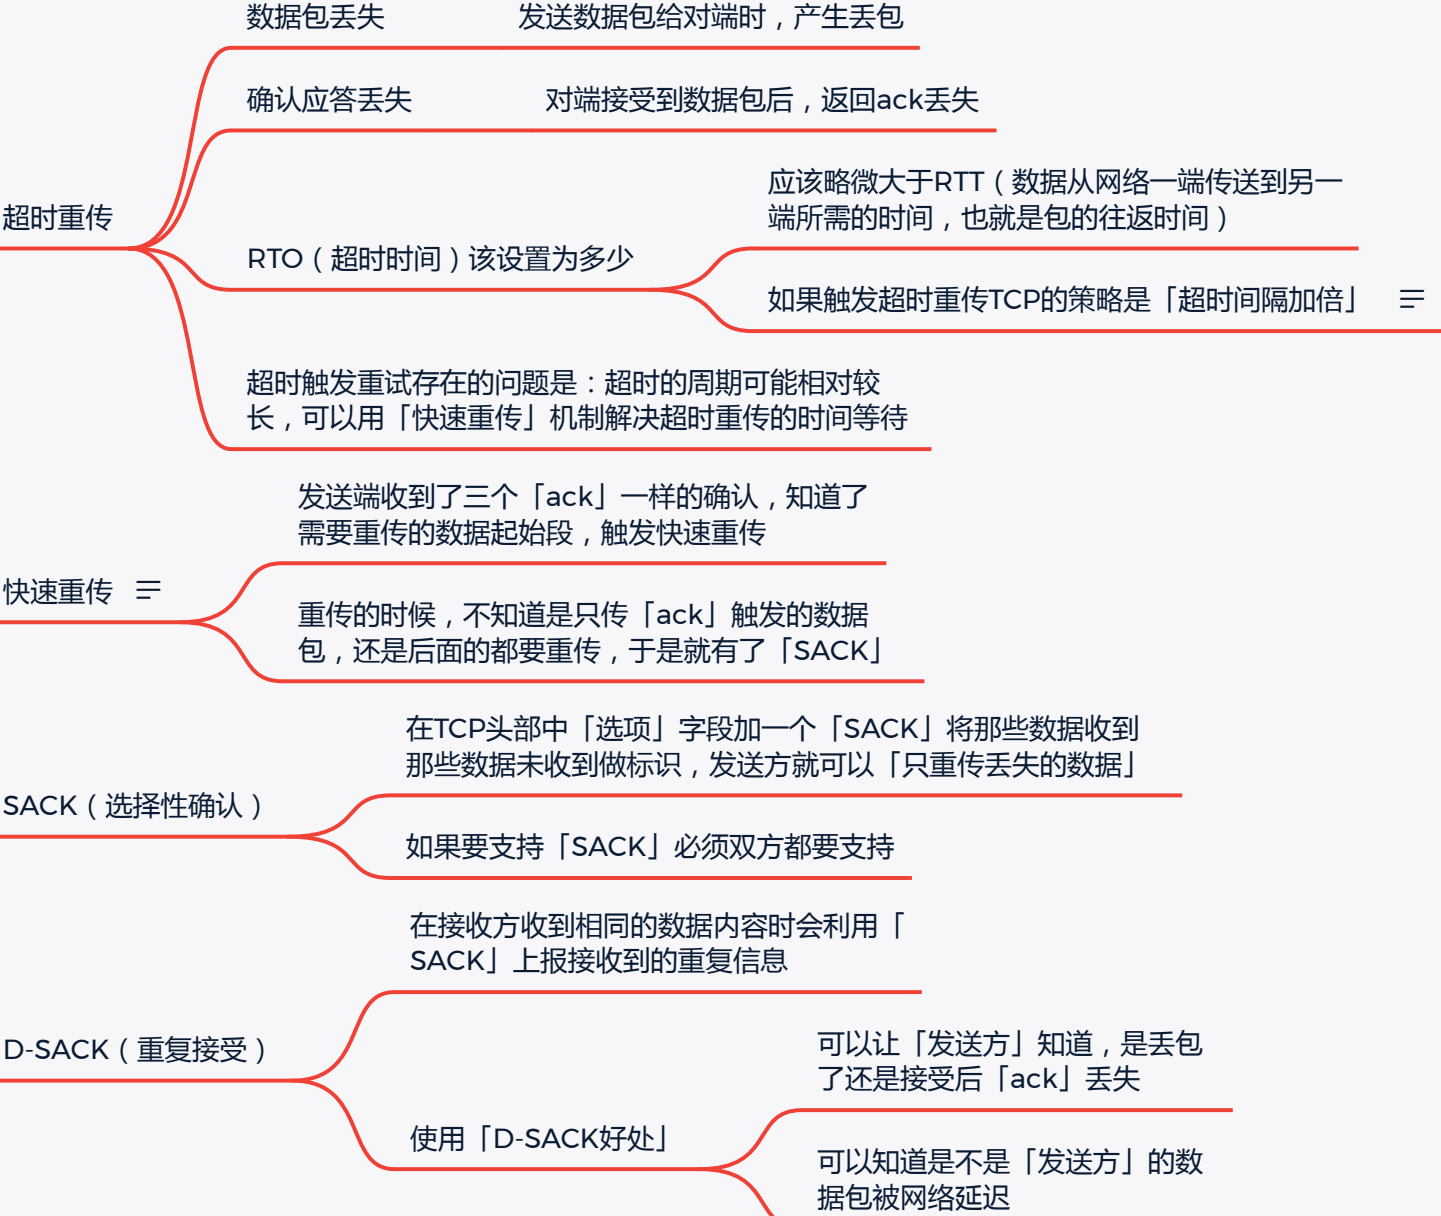 数据包丢失
发送数据包给对端时，产生丢包
确认应答丢失
对端接受到数据包后，返回ack丢失
超时重传
RTO（超时时间）该设置为多少
应该略微大于RTT（数据从网络一端传送到另一
端所需的时间，也就是包的往返时间）
如果触发超时重传TCP的策略是「超时间隔加倍」
超时触发重试存在的问题是：超时的周期可能相对较
长，可以用「快速重传」机制解决超时重传的时间等待
快速重传
发送端收到了三个「ack」一样的确认，知道了
需要重传的数据起始段，触发快速重传
重传的时候，不知道是只传「ack」触发的数据
包，还是后面的都要重传，于是就有了「SACK」
SACK（选择性确认）
在TCP头部中「选项」字段加一个「SACK」将那些数据收到
那些数据未收到做标识，发送方就可以「只重传丢失的数据」
如果要支持「SACK」必须双方都要支持
D-SACK（重复接受）
在接收方收到相同的数据内容时会利用「
SACK」上报接收到的重复信息
使用「D-SACK好处」
可以让「发送方」知道，是丢包
了还是接受后「ack」丢失
可以知道是不是「发送方」的数
据包被网络延迟